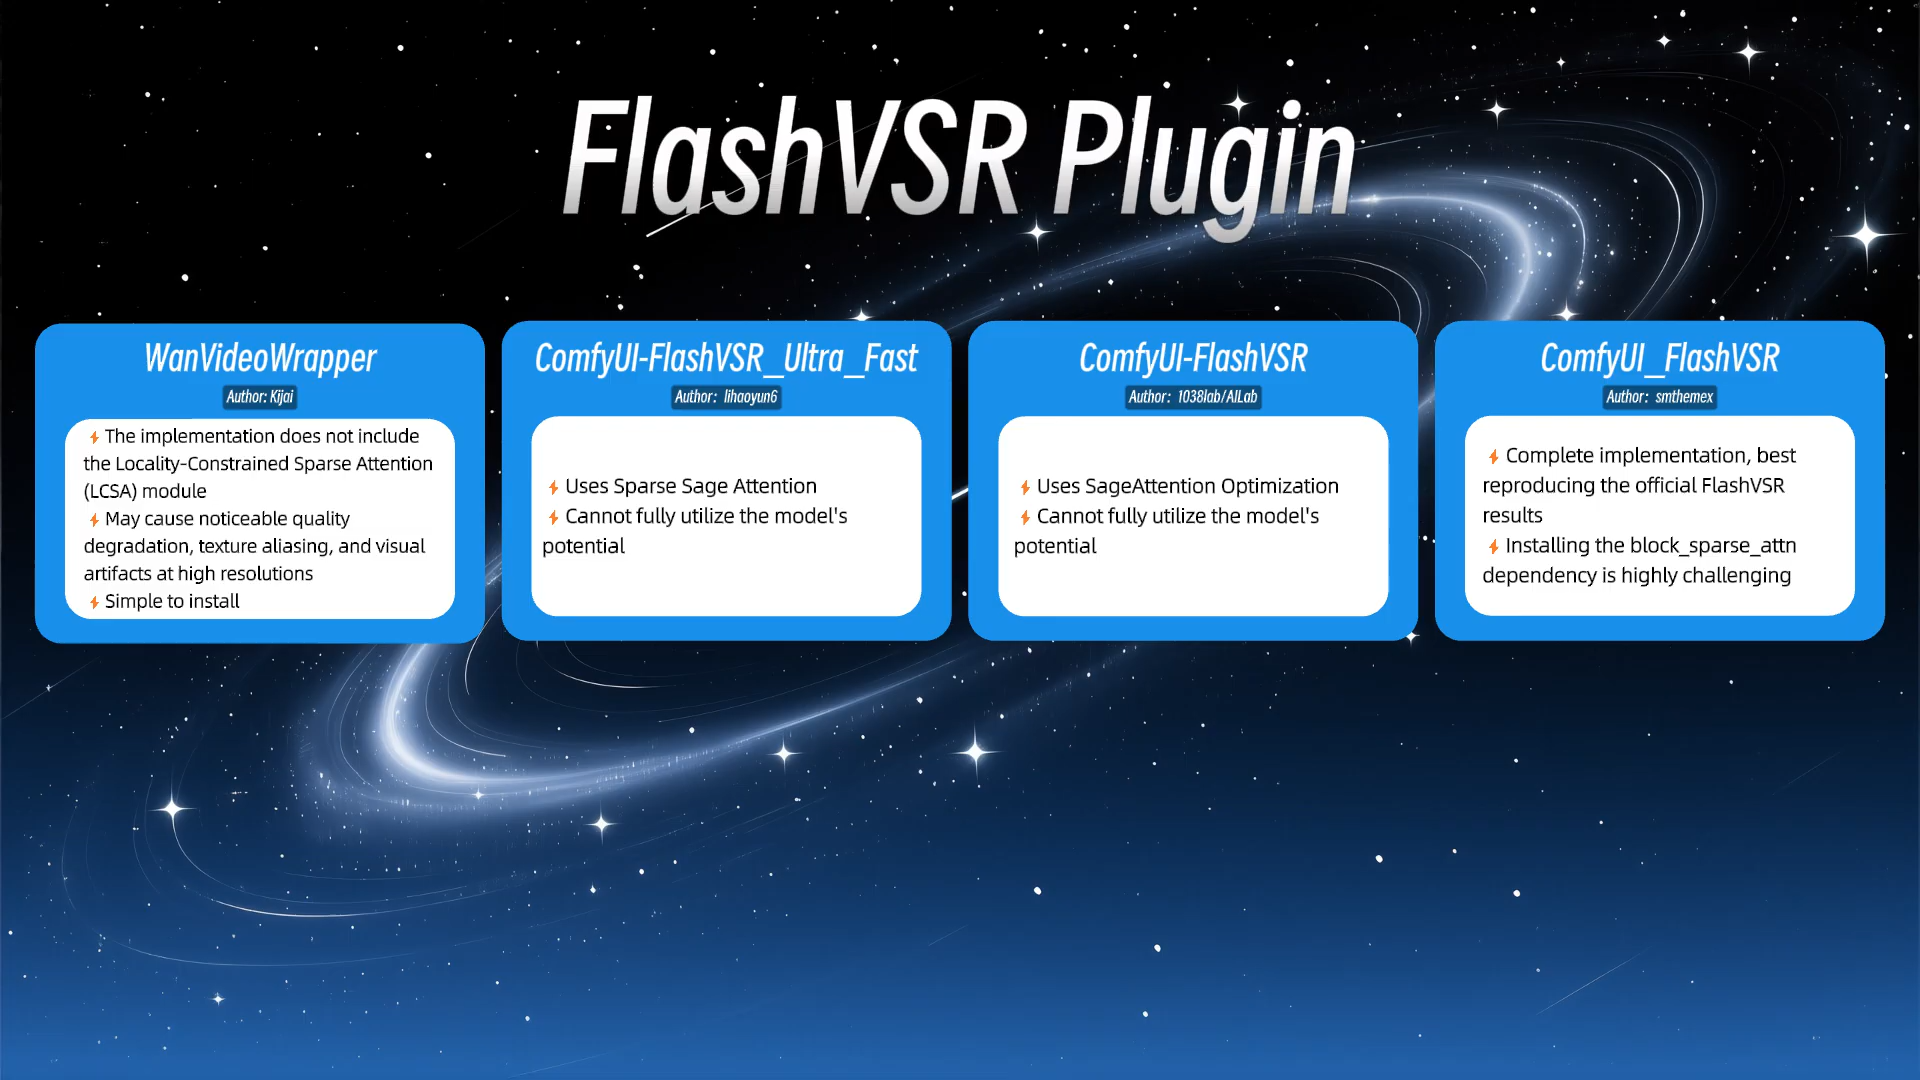 FlashVSR Plugin
WanVideoWrapper
Author: Kijai
The implementation does not include
the Locality-Constrained Sparse Attention
(LCSA) module
May cause noticeable quality
degradation, texture aliasing, and visual
artifacts at high resolutions
Simple to install
ComfyUI-FlashVSR_Ultra_Fast
Author: lihaoyun6
Uses Sparse Sage Attention
Cannot fully utilize the model's
potential
ComfyUI-FlashVSR
Author: 1038lab/AILab
Uses SageAttention Optimization
Cannot fully utilize the model's
potential
ComfyUI_FlashVSR
Author: smthemex
Complete implementation, best
reproducing the official FlashVSR
results
Installing the block_sparse_attn
dependency is highly challenging